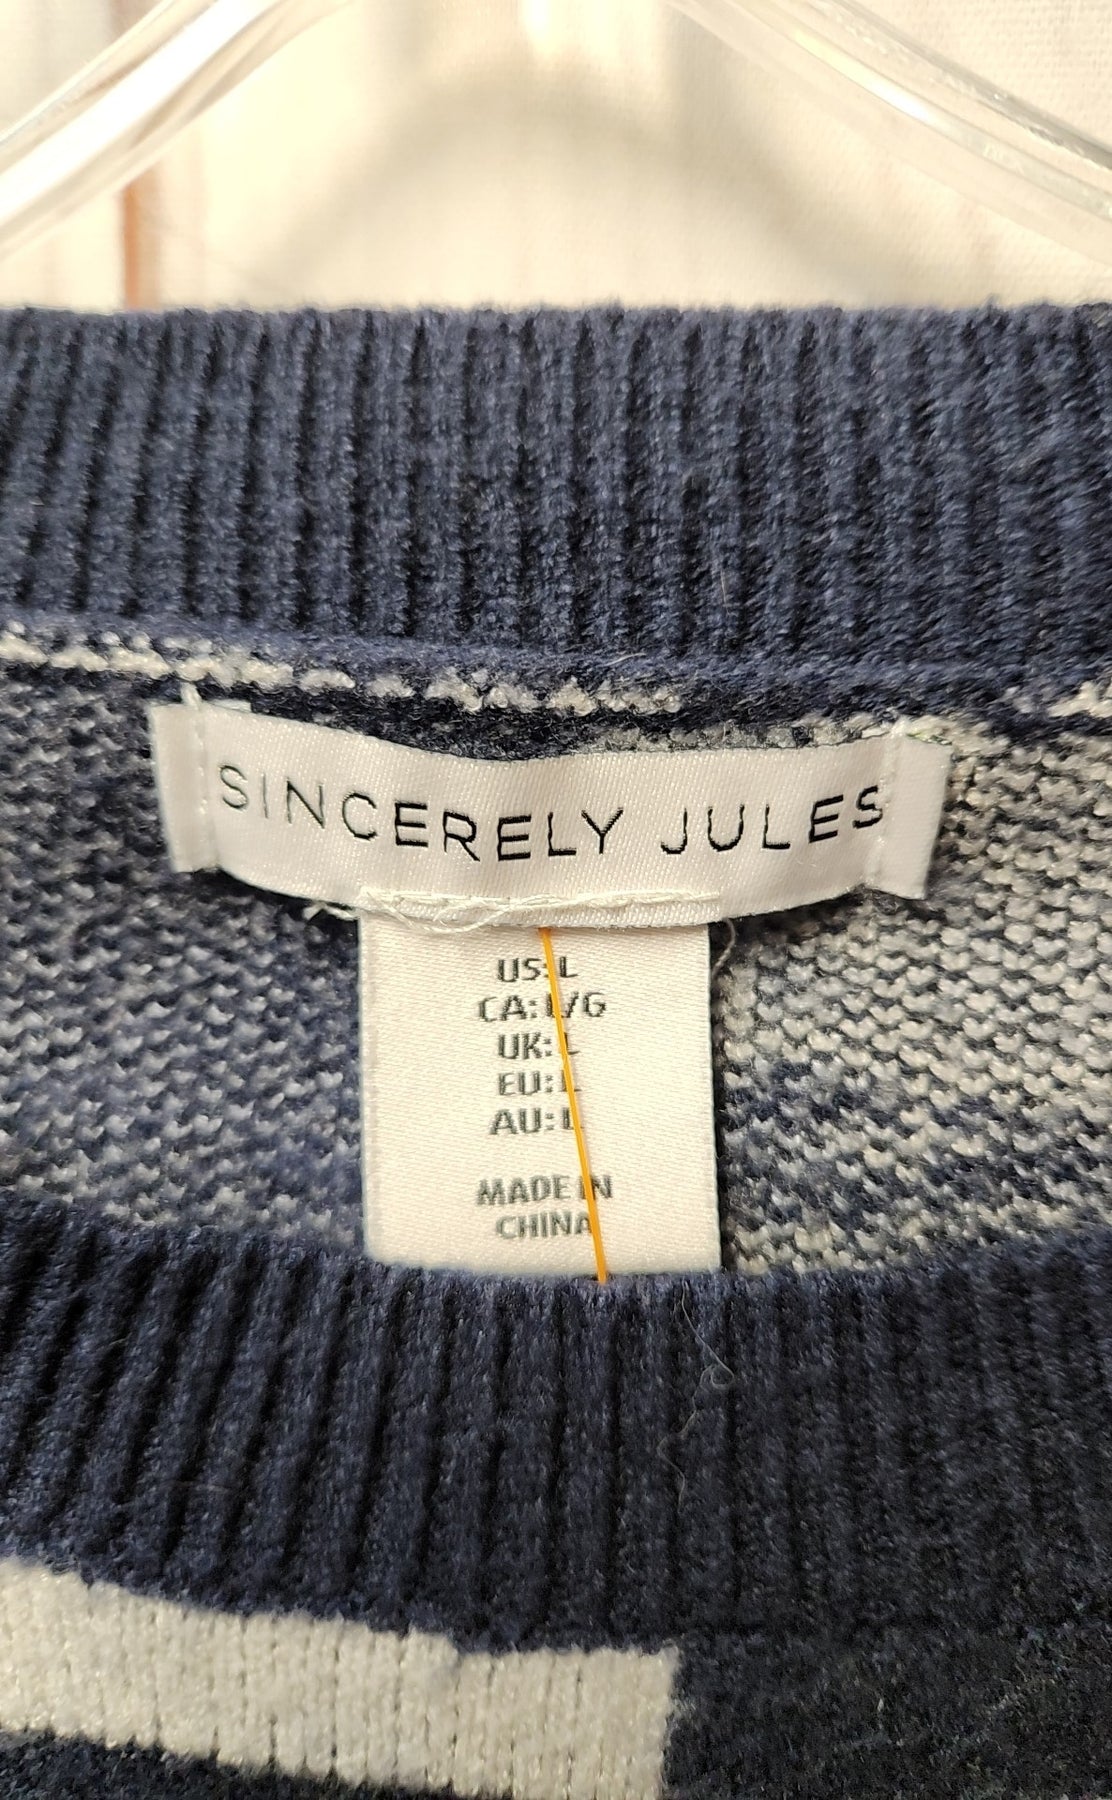 SINCERELY JULES
US: L
CA: L/G
UK: L
EU: L
AU: L
MADE IN
CHINA